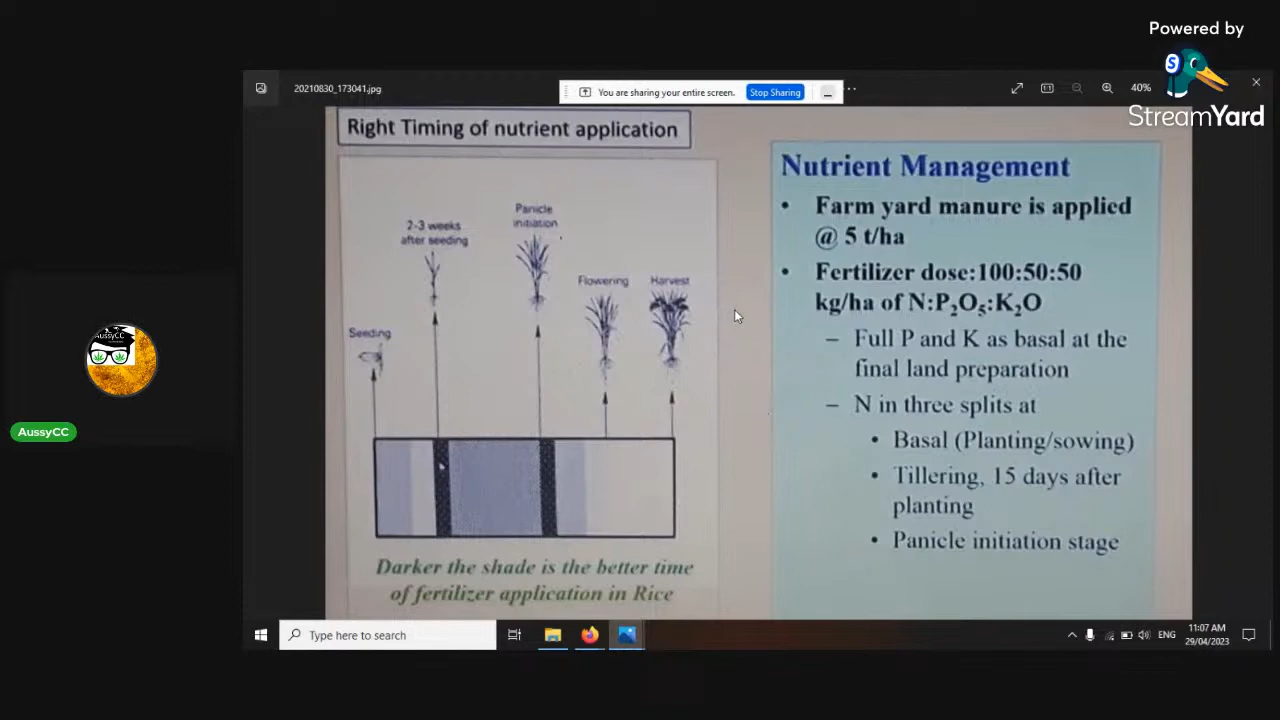 Powered by
StreamYard
20210830_173041.jpg
You are sharing your entire screen.
Stop Sharing
40%
Right Timing of nutrient application
Panicle
initiation
2-3 weeks
after seeding
Flowering
Harvest
Seeding
Darker the shade is the better time
of fertilizer application in Rice
Nutrient Management
• Farm yard manure is applied
@ 5 t/ha
• Fertilizer dose:100:50:50
kg/ha of N:P₂O₅:K₂O
– Full P and K as basal at the
final land preparation
– N in three splits at
• Basal (Planting/sowing)
• Tillering, 15 days after
planting
• Panicle initiation stage
AussyCC
AussyCC
Type here to search
ENG
11:07 AM
29/04/2023